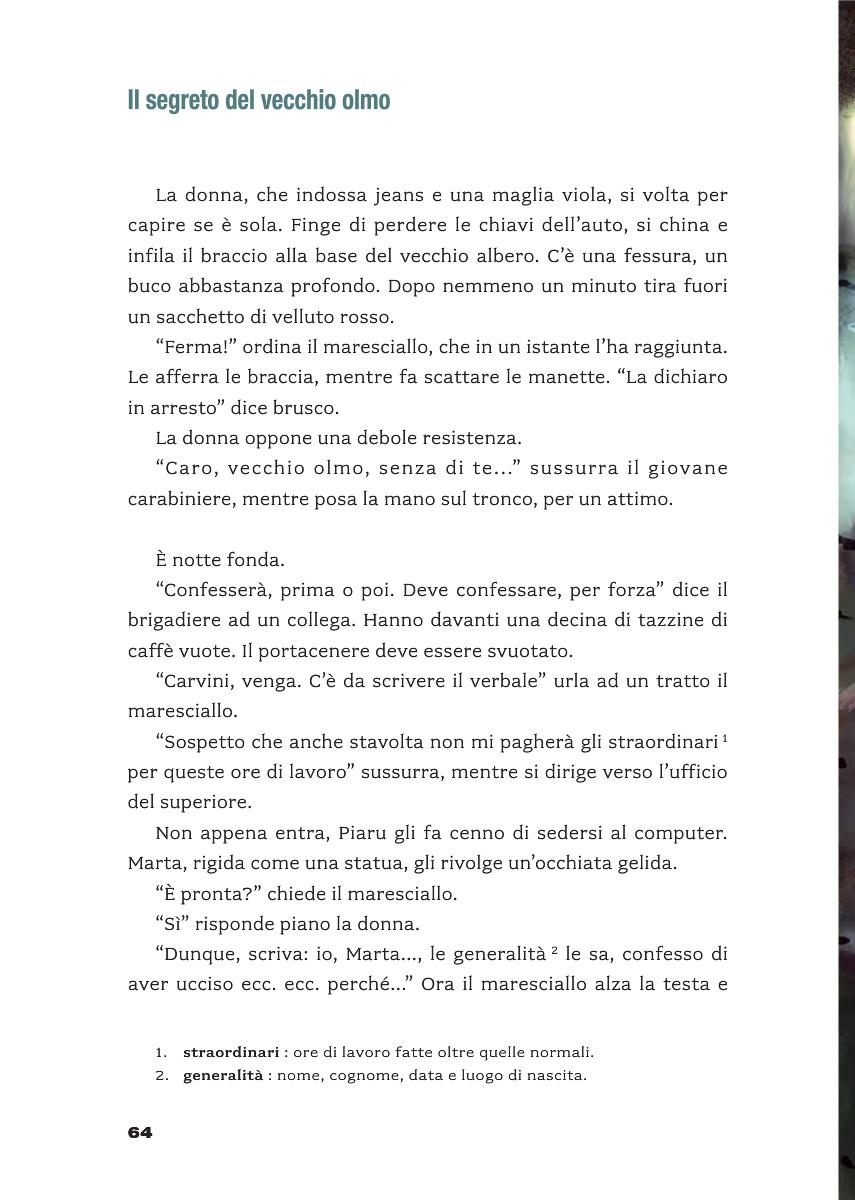 Il segreto del vecchio olmo
La donna, che indossa jeans e una maglia viola, si volta per
capire se è sola. Finge di perdere le chiavi dell’auto, si china e
infila il braccio alla base del vecchio albero. C’è una fessura, un
buco abbastanza profondo. Dopo nemmeno un minuto tira fuori
un sacchetto di velluto rosso.
“Ferma!” ordina il maresciallo, che in un istante l’ha raggiunta.
Le afferra le braccia, mentre fa scattare le manette. “La dichiaro
in arresto” dice brusco.
La donna oppone una debole resistenza.
“Caro, vecchio olmo, senza di te...” sussurra il giovane
carabiniere, mentre posa la mano sul tronco, per un attimo.
È notte fonda.
“Confesserà, prima o poi. Deve confessare, per forza” dice il
brigadiere ad un collega. Hanno davanti una decina di tazzine di
caffè vuote. Il portacenere deve essere svuotato.
“Carvini, venga. C’è da scrivere il verbale” urla ad un tratto il
maresciallo.
“Sospetto che anche stavolta non mi pagherà gli straordinari 1
per queste ore di lavoro” sussurra, mentre si dirige verso l’ufficio
del superiore.
Non appena entra, Piaru gli fa cenno di sedersi al computer.
Marta, rigida come una statua, gli rivolge un’occhiata gelida.
“È pronta?” chiede il maresciallo.
“Sì” risponde piano la donna.
“Dunque, scriva: io, Marta..., le generalità 2 le sa, confesso di
aver ucciso ecc. ecc. perché...” Ora il maresciallo alza la testa e
1. straordinari : ore di lavoro fatte oltre quelle normali.
2. generalità : nome, cognome, data e luogo di nascita.
64